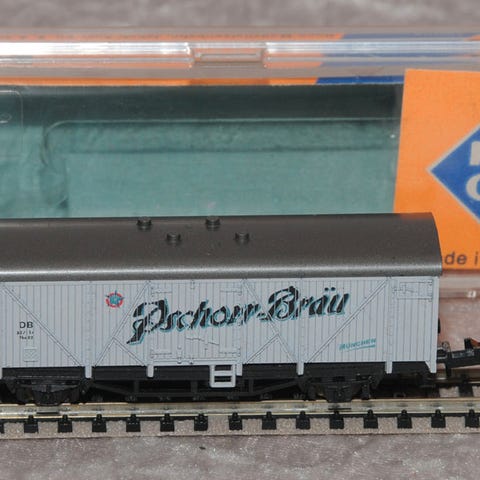 Pschorr-Bräu
MÜNCHEN
DB
de i